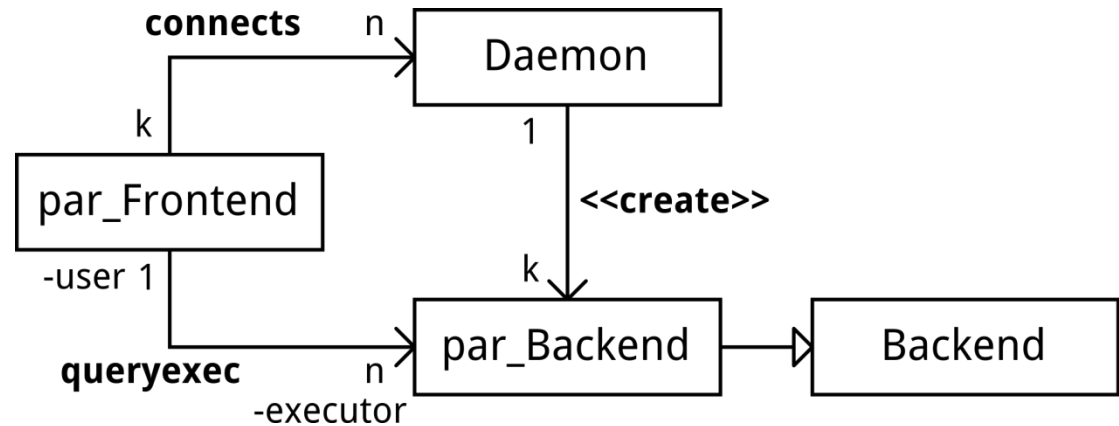 connects n
Daemon
k
1
par_Frontend
<<create>>
-user 1
k
par_Backend
Backend
queryexec n
-executor